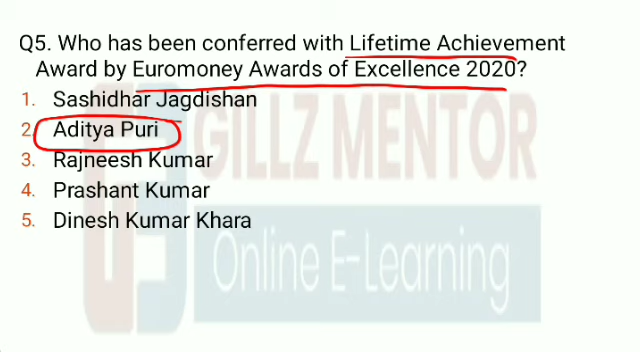 Q5. Who has been conferred with Lifetime Achievement
Award by Euromoney Awards of Excellence 2020?
1. Sashidhar Jagdishan
2. Aditya Puri
3. Rajneesh Kumar
4. Prashant Kumar
5. Dinesh Kumar Khara
GILLZ MENTOR
Online E-Learning